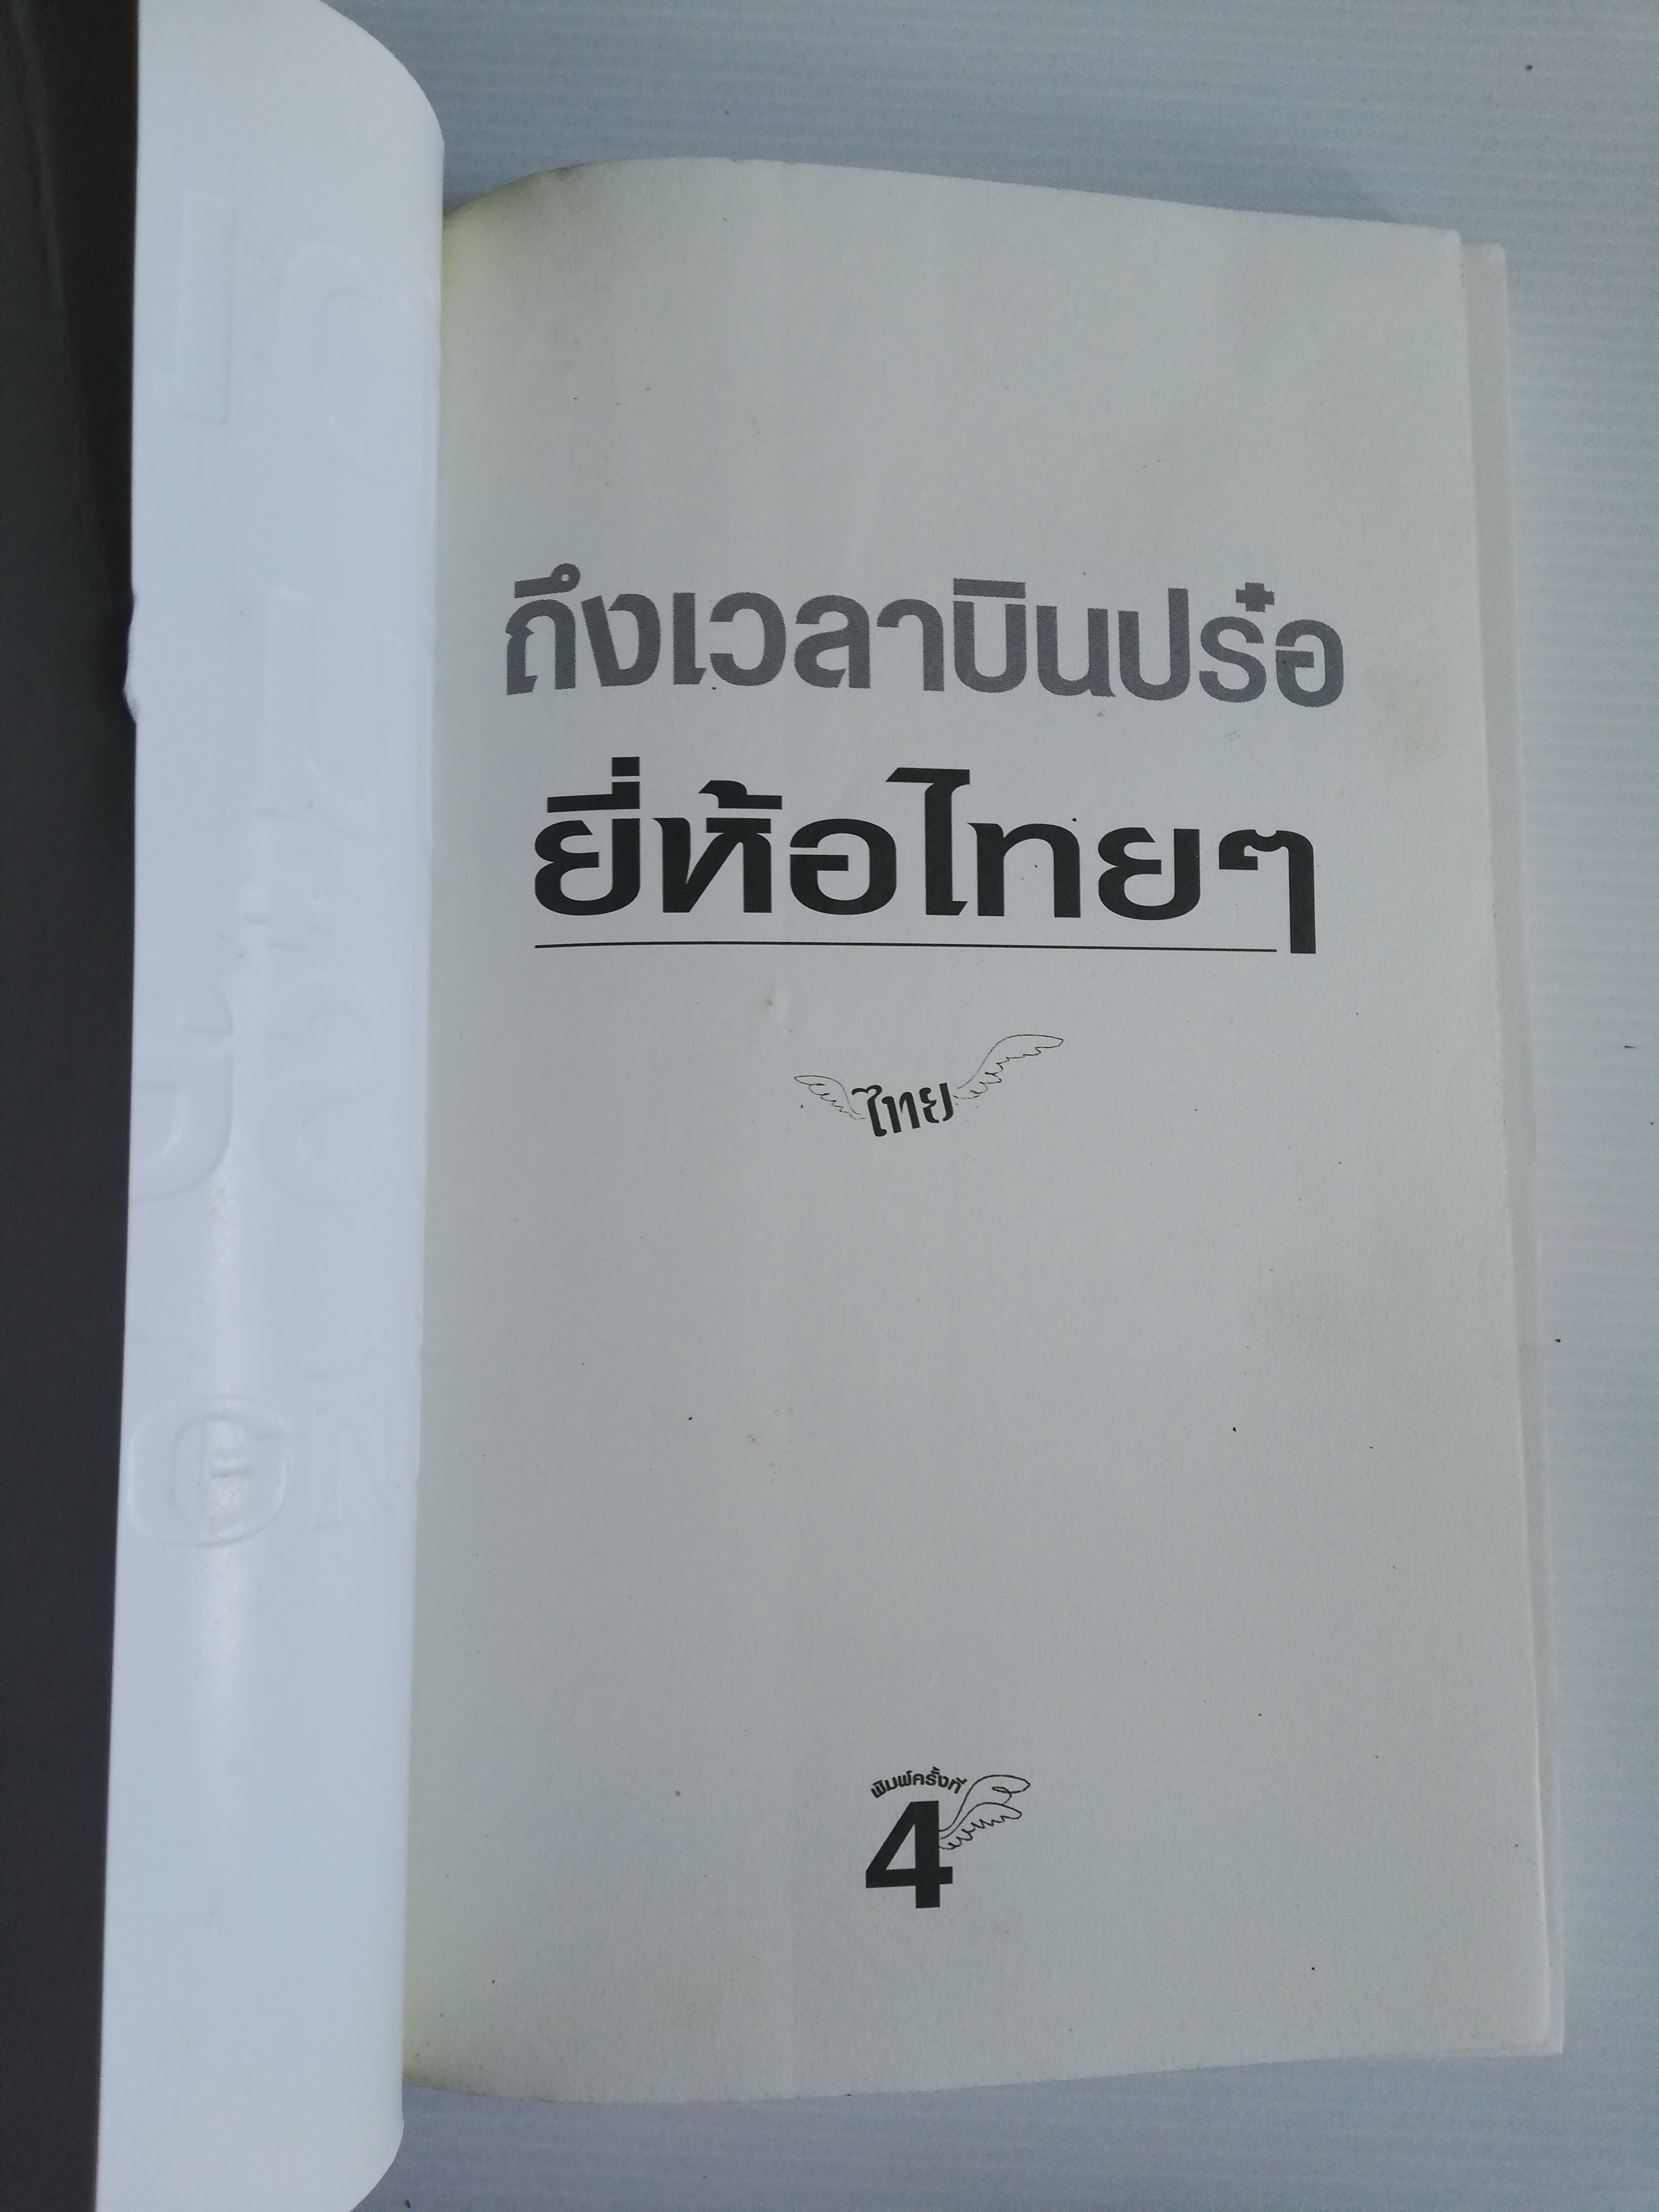 ถึงเวลาบินปร๋อ
ยี่ห้อไทยๆ
ไทย
พิมพ์ครั้งที่
4